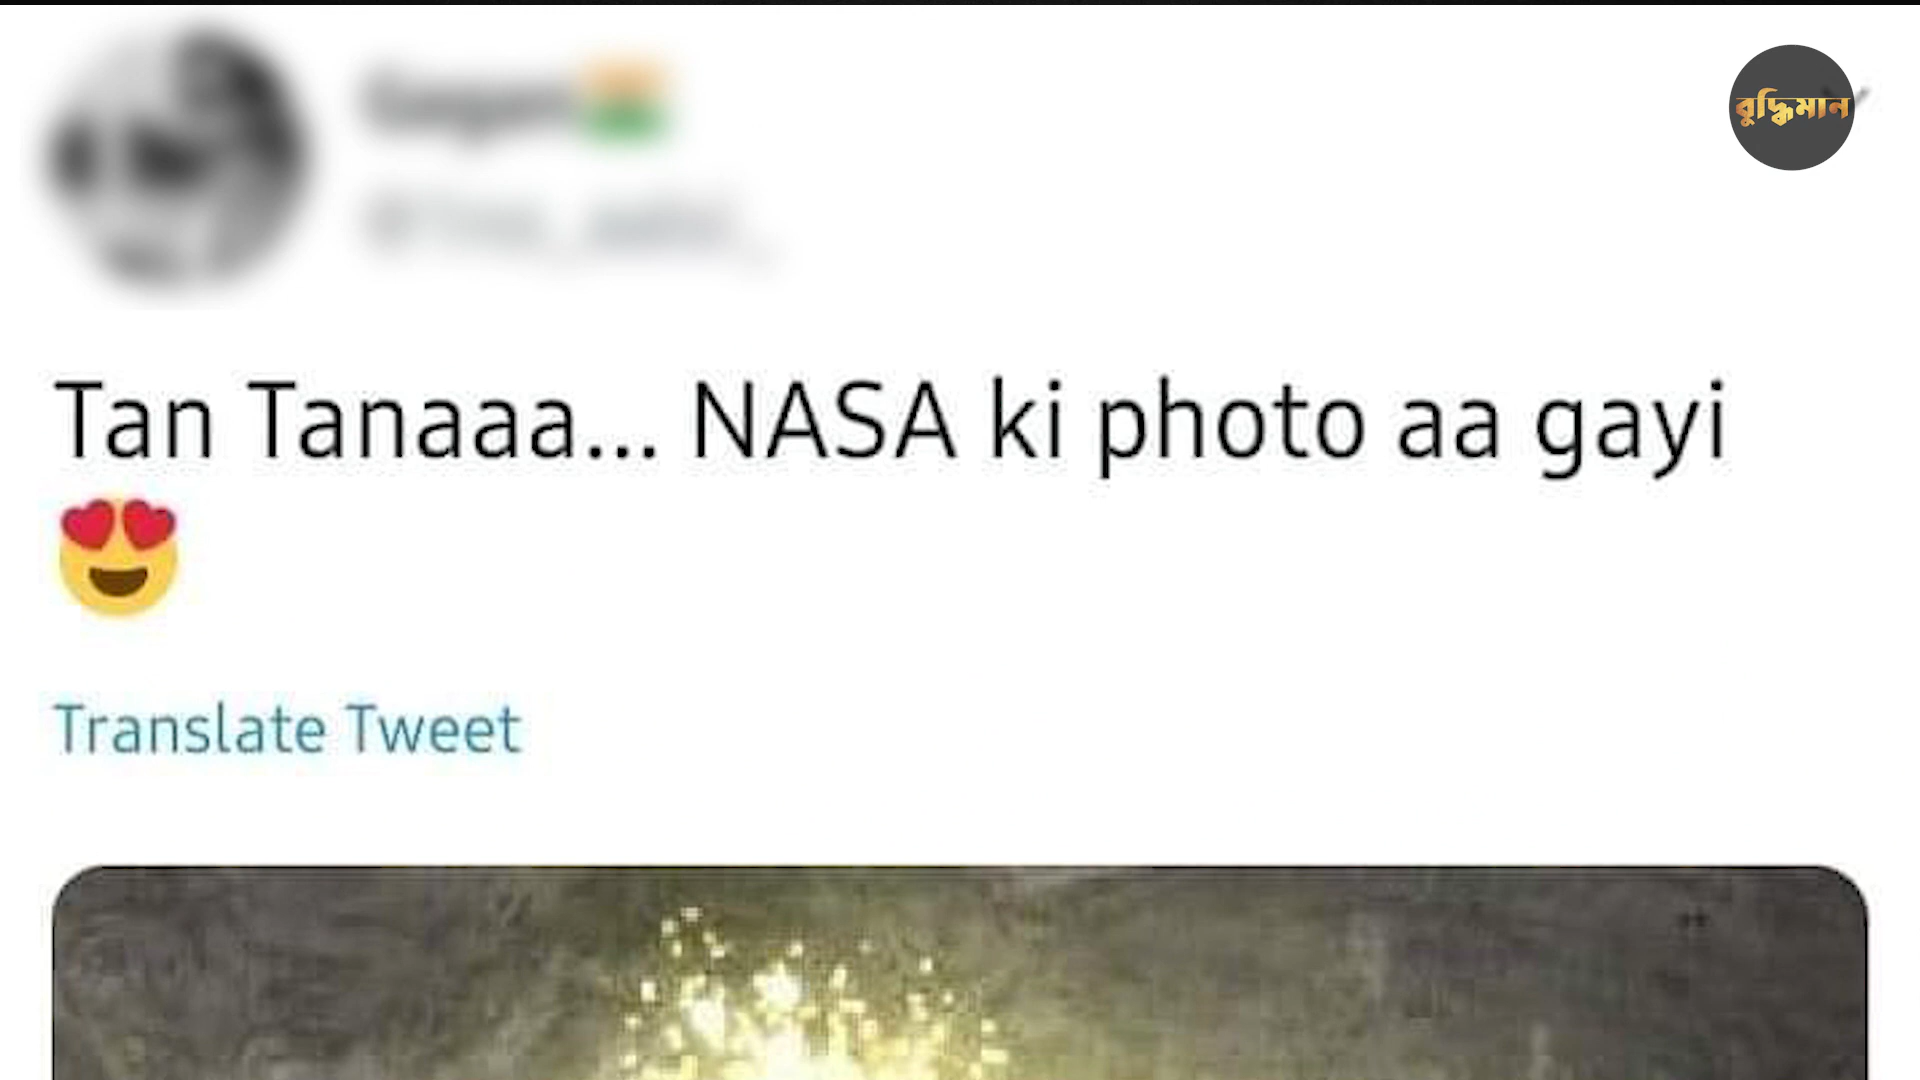 বুদ্ধিমান
Tan Tanaaa... NASA ki photo aa gayi
😍
Translate Tweet